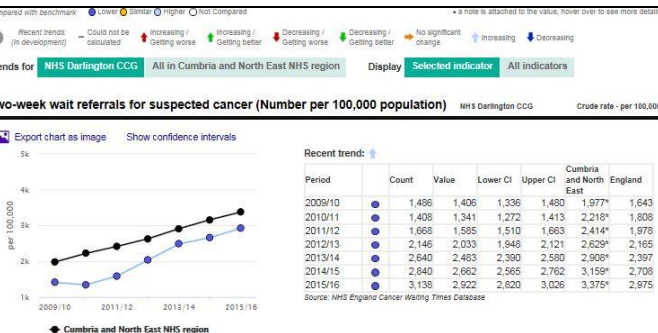 compared with benchmark Lower Similar Higher Not Compared
• a note is attached to the value, hover over to see more detail
Recent trends: (in development)
– Could not be calculated
Increasing / Getting worse
Increasing / Getting better
Decreasing / Getting worse
Decreasing / Getting better
No significant change
Increasing
Decreasing
ends for NHS Darlington CCG All in Cumbria and North East NHS region Display Selected indicator All indicators
wo-week wait referrals for suspected cancer (Number per 100,000 population) NHS Darlington CCG Crude rate - per 100,000
Export chart as image Show confidence intervals
5k
4k
3k
2k
1k
per 100,000
2009/10 2011/12 2013/14 2015/16
Cumbria and North East NHS region
Recent trend:
Period Count Value Lower CI Upper CI Cumbria and North East England
2009/10 1,486 1,406 1,336 1,480 1,977* 1,643
2010/11 1,408 1,341 1,272 1,413 2,218* 1,808
2011/12 1,668 1,585 1,510 1,663 2,414* 1,978
2012/13 2,146 2,033 1,948 2,121 2,629* 2,165
2013/14 2,640 2,483 2,390 2,580 2,908* 2,397
2014/15 2,840 2,662 2,565 2,762 3,159* 2,708
2015/16 3,138 2,922 2,820 3,026 3,375* 2,975
Source: NHS England Cancer Waiting Times Database